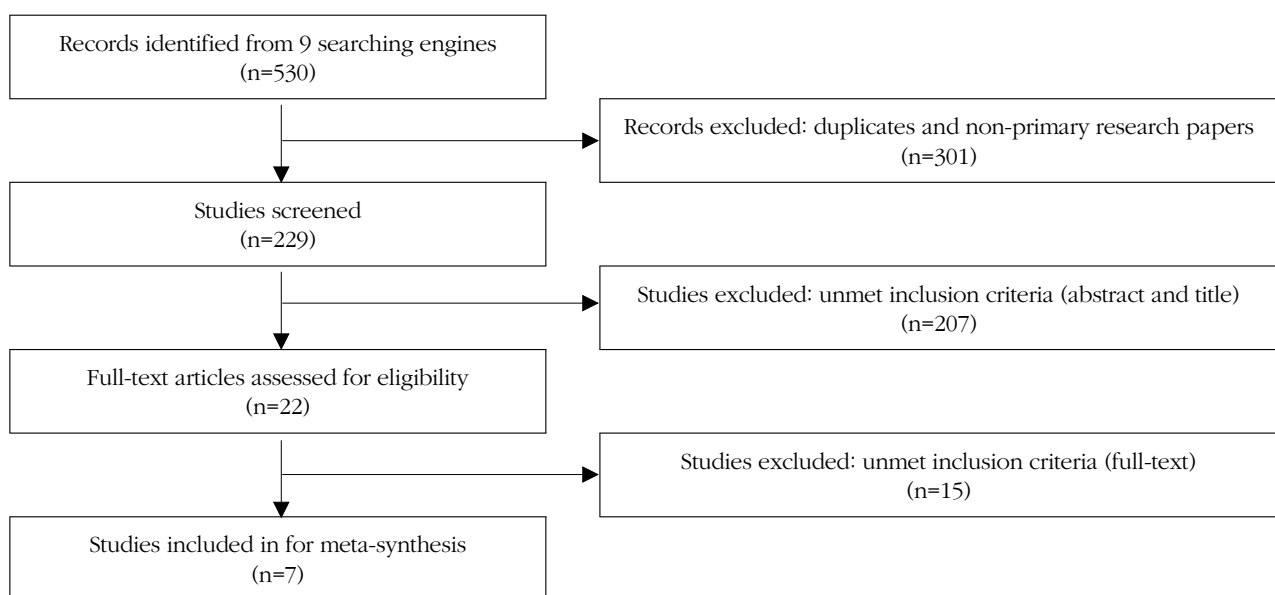 Records identified from 9 searching engines
(n=530)
Records excluded: duplicates and non-primary research papers
(n=301)
Studies screened
(n=229)
Studies excluded: unmet inclusion criteria (abstract and title)
(n=207)
Full-text articles assessed for eligibility
(n=22)
Studies excluded: unmet inclusion criteria (full-text)
(n=15)
Studies included in for meta-synthesis
(n=7)